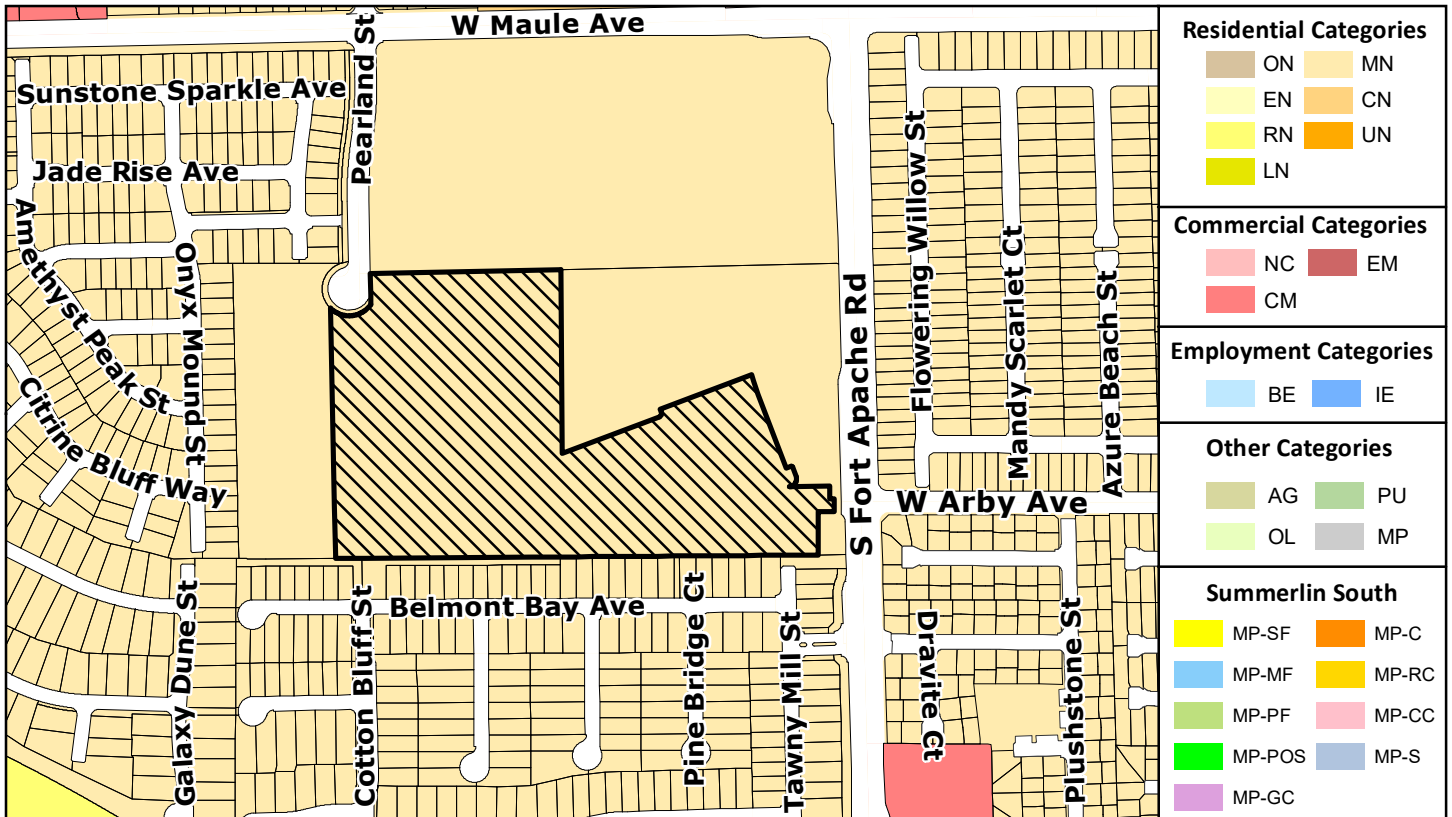 W Maule Ave
Pearland St
Sunstone Sparkle Ave
Jade Rise Ave
Amethyst Peak St
Onyx Mound St
Citrine Bluff Way
S Fort Apache Rd
Flowering Willow St
Mandy Scarlet Ct
Azure Beach St
W Arby Ave
Galaxy Dune St
Cotton Bluff St
Belmont Bay Ave
Pine Bridge Ct
Tawny Mill St
Dravite Ct
Plushstone St
Residential Categories
ON MN
EN CN
RN UN
LN
Commercial Categories
NC EM
CM
Employment Categories
BE IE
Other Categories
AG PU
OL MP
Summerlin South
MP-SF MP-C
MP-MF MP-RC
MP-PF MP-CC
MP-POS MP-S
MP-GC